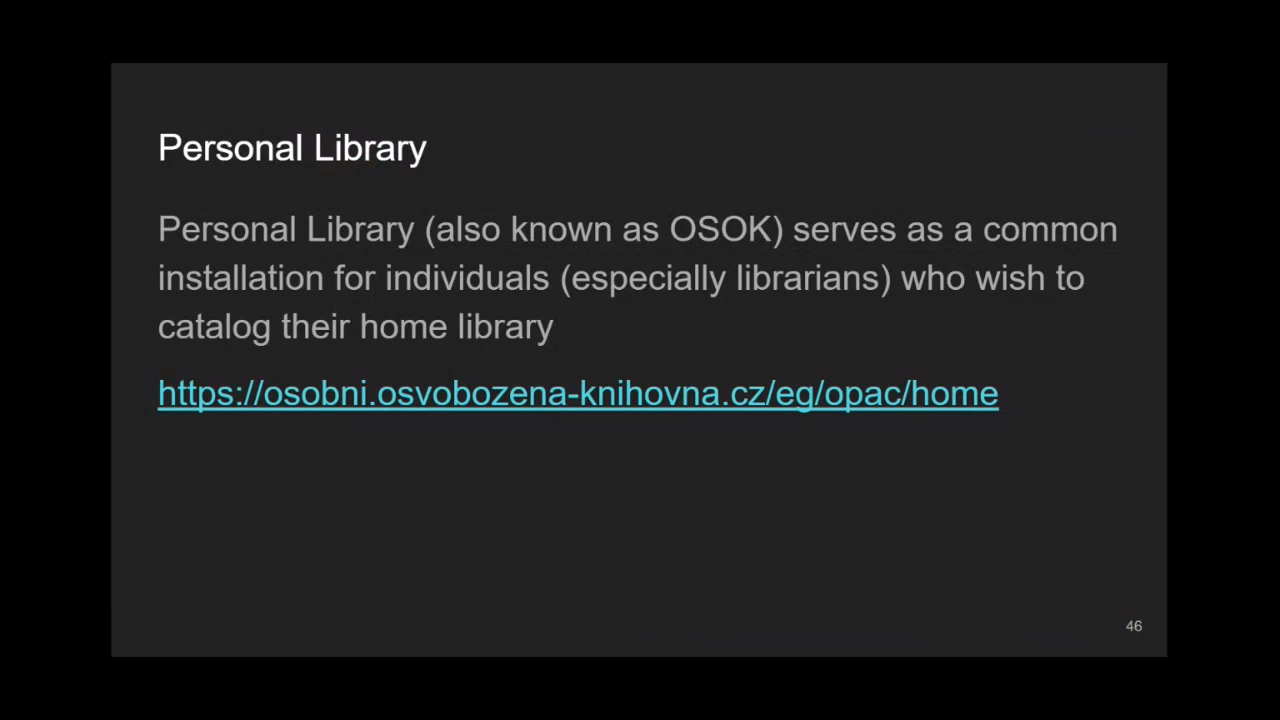 Personal Library
Personal Library (also known as OSOK) serves as a common
installation for individuals (especially librarians) who wish to
catalog their home library
https://osobni.osvobozena-knihovna.cz/eg/opac/home
46